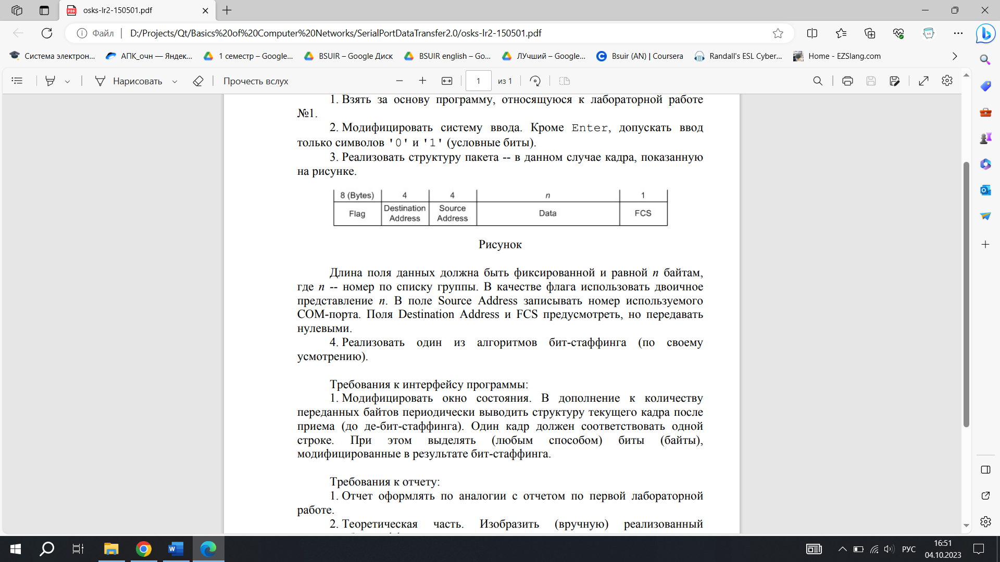 osks-lr2-150501.pdf
Файл
D:/Projects/Qt/Basics%20of%20Computer%20Networks/SerialPortDataTransfer2.0/osks-lr2-150501.pdf
Система электрон... АПК_очн — Яндек... 1 семестр – Google... BSUIR – Google Диск BSUIR english – Go... ЛУчший – Google... Bsuir (AN) | Coursera Randall's ESL Cyber... Home - EZSlang.com
Нарисовать Прочесть вслух 1 из 1
1. Взять за основу программу, относящуюся к лабораторной работе
№1.
2. Модифицировать систему ввода. Кроме Enter, допускать ввод
только символов '0' и '1' (условные биты).
3. Реализовать структуру пакета -- в данном случае кадра, показанную
на рисунке.
8 (Bytes) 4 4 n 1
Flag Destination Address Source Address Data FCS
Рисунок
Длина поля данных должна быть фиксированной и равной n байтам,
где n -- номер по списку группы. В качестве флага использовать двоичное
представление n. В поле Source Address записывать номер используемого
COM-порта. Поля Destination Address и FCS предусмотреть, но передавать
нулевыми.
4. Реализовать один из алгоритмов бит-стаффинга (по своему
усмотрению).
Требования к интерфейсу программы:
1. Модифицировать окно состояния. В дополнение к количеству
переданных байтов периодически выводить структуру текущего кадра после
приема (до де-бит-стаффинга). Один кадр должен соответствовать одной
строке. При этом выделять (любым способом) биты (байты),
модифицированные в результате бит-стаффинга.
Требования к отчету:
1. Отчет оформлять по аналогии с отчетом по первой лабораторной
работе.
2. Теоретическая часть. Изобразить (вручную) реализованный
РУС
16:51
04.10.2023